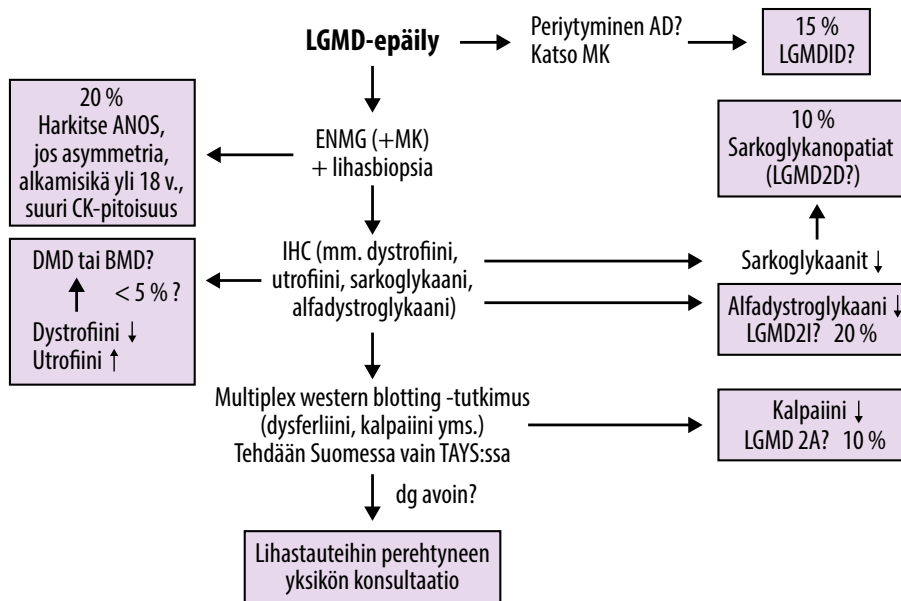 LGMD-epäily
Periytyminen AD?
Katso MK
15 %
LGMDID?
20 %
Harkitse ANOS,
jos asymmetria,
alkamisikä yli 18 v.,
suuri CK-pitoisuus
ENMG (+MK)
+ lihasbiopsia
10 %
Sarkoglykanopatiat
(LGMD2D?)
DMD tai BMD?
< 5 % ?
Dystrofiini ↓
Utrofiini ↑
IHC (mm. dystrofiini,
utrofiini, sarkoglykaani,
alfadystroglykaani)
Sarkoglykaanit ↓
Alfadystroglykaani ↓
LGMD2I? 20 %
Multiplex western blotting -tutkimus
(dysferliini, kalpaiini yms.)
Tehdään Suomessa vain TAYS:ssa
Kalpaiini ↓
LGMD 2A? 10 %
dg avoin?
Lihastauteihin perehtyneen
yksikön konsultaatio